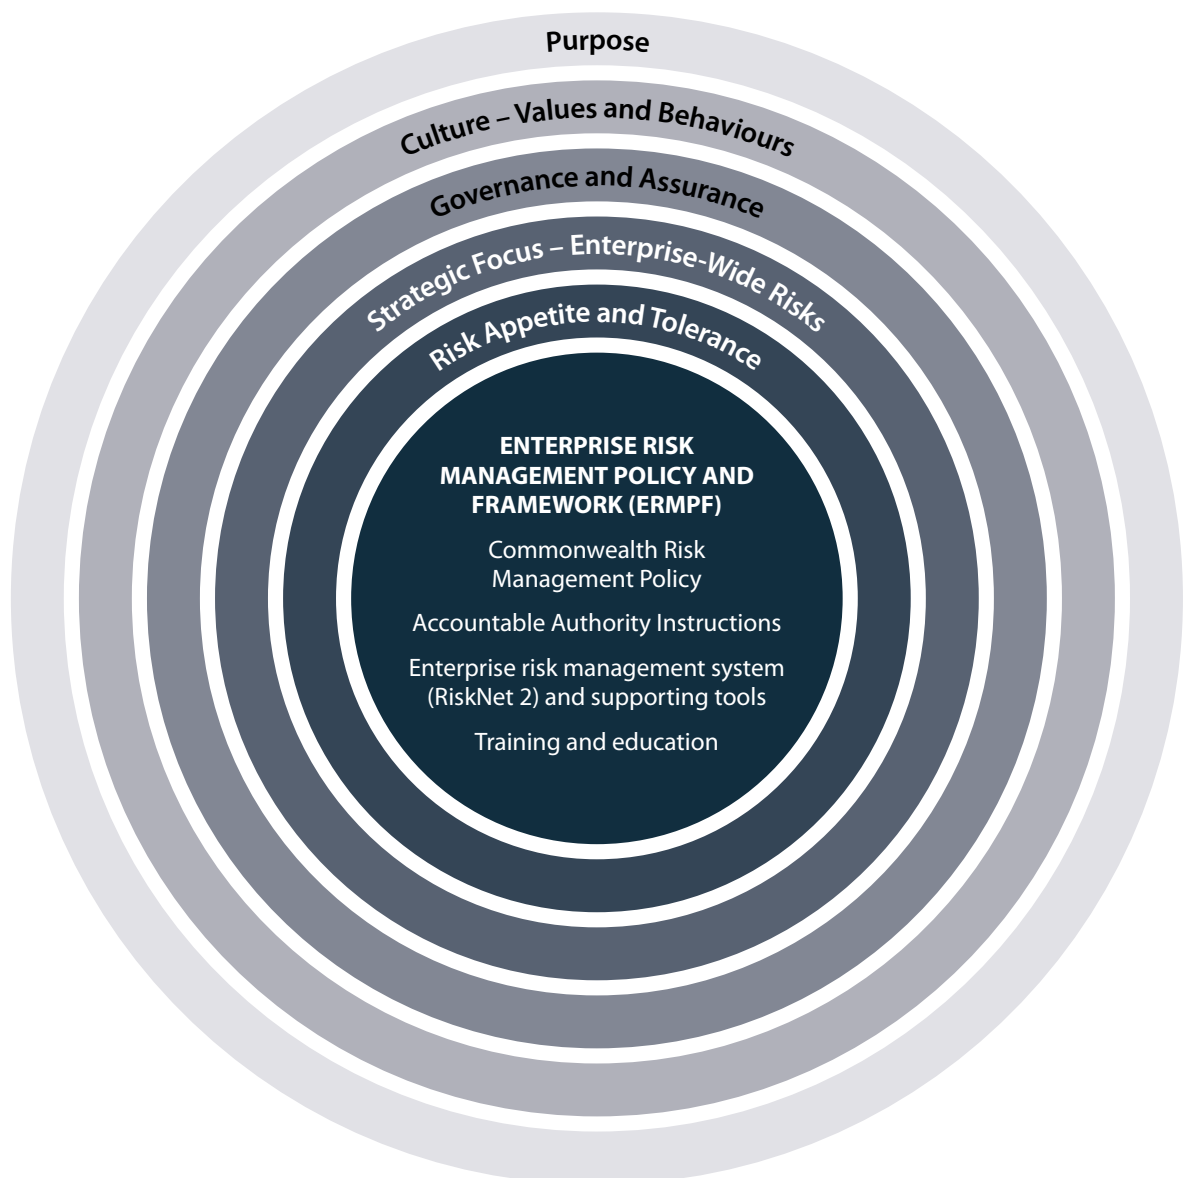 Purpose
Culture – Values and Behaviours
Governance and Assurance
Strategic Focus – Enterprise-Wide Risks
Risk Appetite and Tolerance
ENTERPRISE RISK
MANAGEMENT POLICY AND
FRAMEWORK (ERMPF)
Commonwealth Risk
Management Policy
Accountable Authority Instructions
Enterprise risk management system
(RiskNet 2) and supporting tools
Training and education